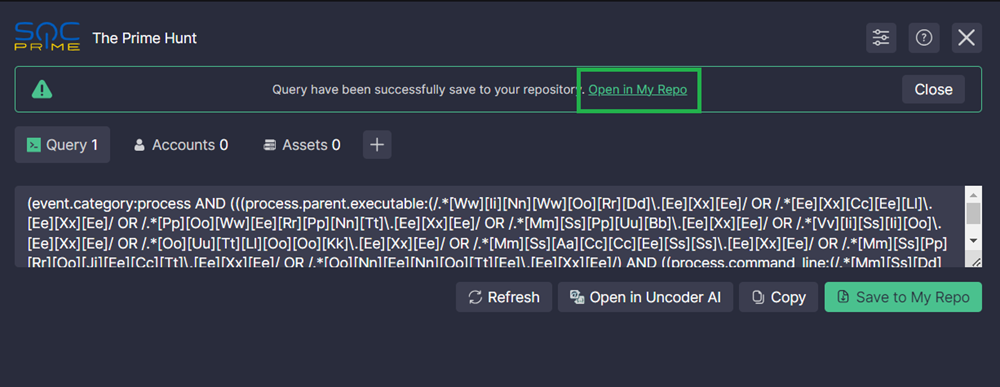 SOC
PRIME
The Prime Hunt
Query have been successfully save to your repository. Open in My Repo
Close
Query 1 Accounts 0 Assets 0
(event.category:process AND (((process.parent.executable:(/.*[Ww][Ii][Nn][Ww][Oo][Rr][Dd]\.[Ee][Xx][Ee]/ OR /.*[Ee][Xx][Cc][Ee][Ll]\.
[Ee][Xx][Ee]/ OR /.*[Pp][Oo][Ww][Ee][Rr][Pp][Nn][Tt]\.[Ee][Xx][Ee]/ OR /.*[Mm][Ss][Pp][Uu][Bb]\.[Ee][Xx][Ee]/ OR /.*[Vv][Ii][Ss][Ii][Oo]\.
[Ee][Xx][Ee]/ OR /.*[Oo][Uu][Tt][Ll][Oo][Oo][Kk]\.[Ee][Xx][Ee]/ OR /.*[Mm][Ss][Aa][Cc][Cc][Ee][Ss][Ss]\.[Ee][Xx][Ee]/ OR /.*[Mm][Ss][Pp]
[Rr][Oo][Jj][Ee][Cc][Tt]\.[Ee][Xx][Ee]/ OR /.*[Oo][Nn][Ee][Nn][Oo][Tt][Ee]\.[Ee][Xx][Ee]/) AND ((process.command_line:(/.*[Mm][Ss][Dd]
Refresh Open in Uncoder AI Copy Save to My Repo